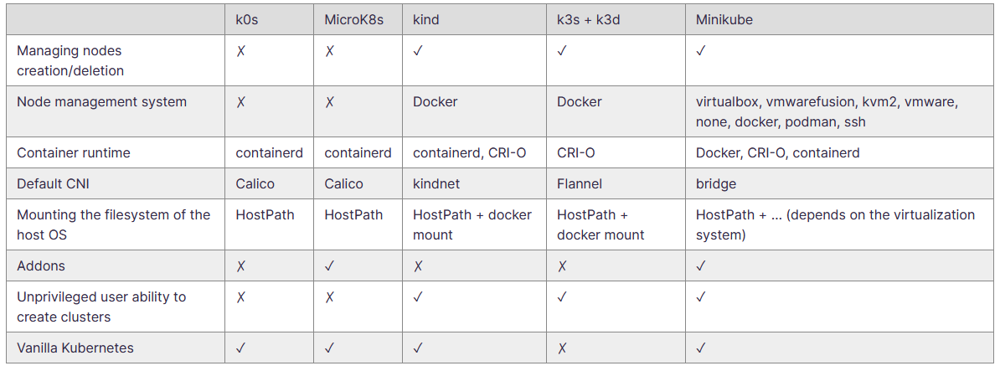 k0s MicroK8s kind k3s + k3d Minikube
Managing nodes ✗ ✗ ✓ ✓ ✓
creation/deletion
Node management system ✗ ✗ Docker Docker virtualbox, vmwarefusion, kvm2, vmware,
none, docker, podman, ssh
Container runtime containerd containerd containerd, CRI-O CRI-O Docker, CRI-O, containerd
Default CNI Calico Calico kindnet Flannel bridge
Mounting the filesystem of the HostPath HostPath HostPath + docker HostPath + HostPath + ... (depends on the virtualization
host OS mount docker mount system)
Addons ✗ ✓ ✗ ✗ ✓
Unprivileged user ability to ✗ ✗ ✓ ✓ ✓
create clusters
Vanilla Kubernetes ✓ ✓ ✓ ✗ ✓